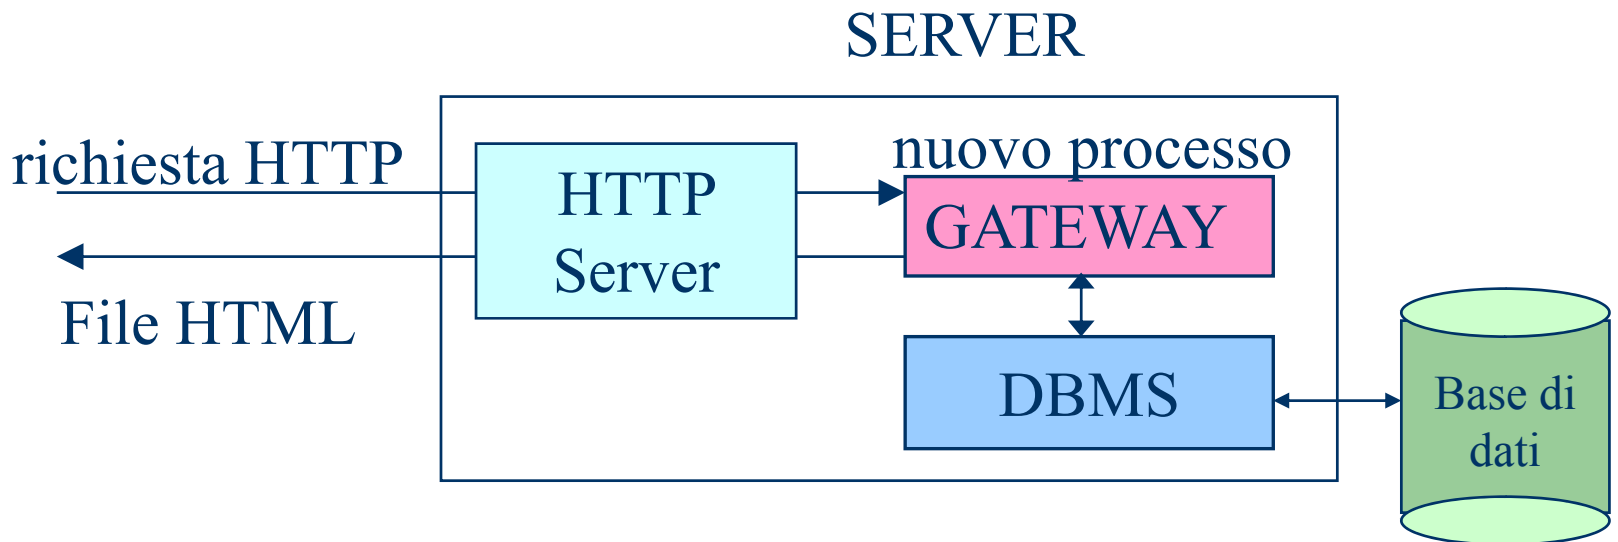 SERVER
richiesta HTTP
nuovo processo
HTTP
Server
GATEWAY
File HTML
DBMS
Base di
dati